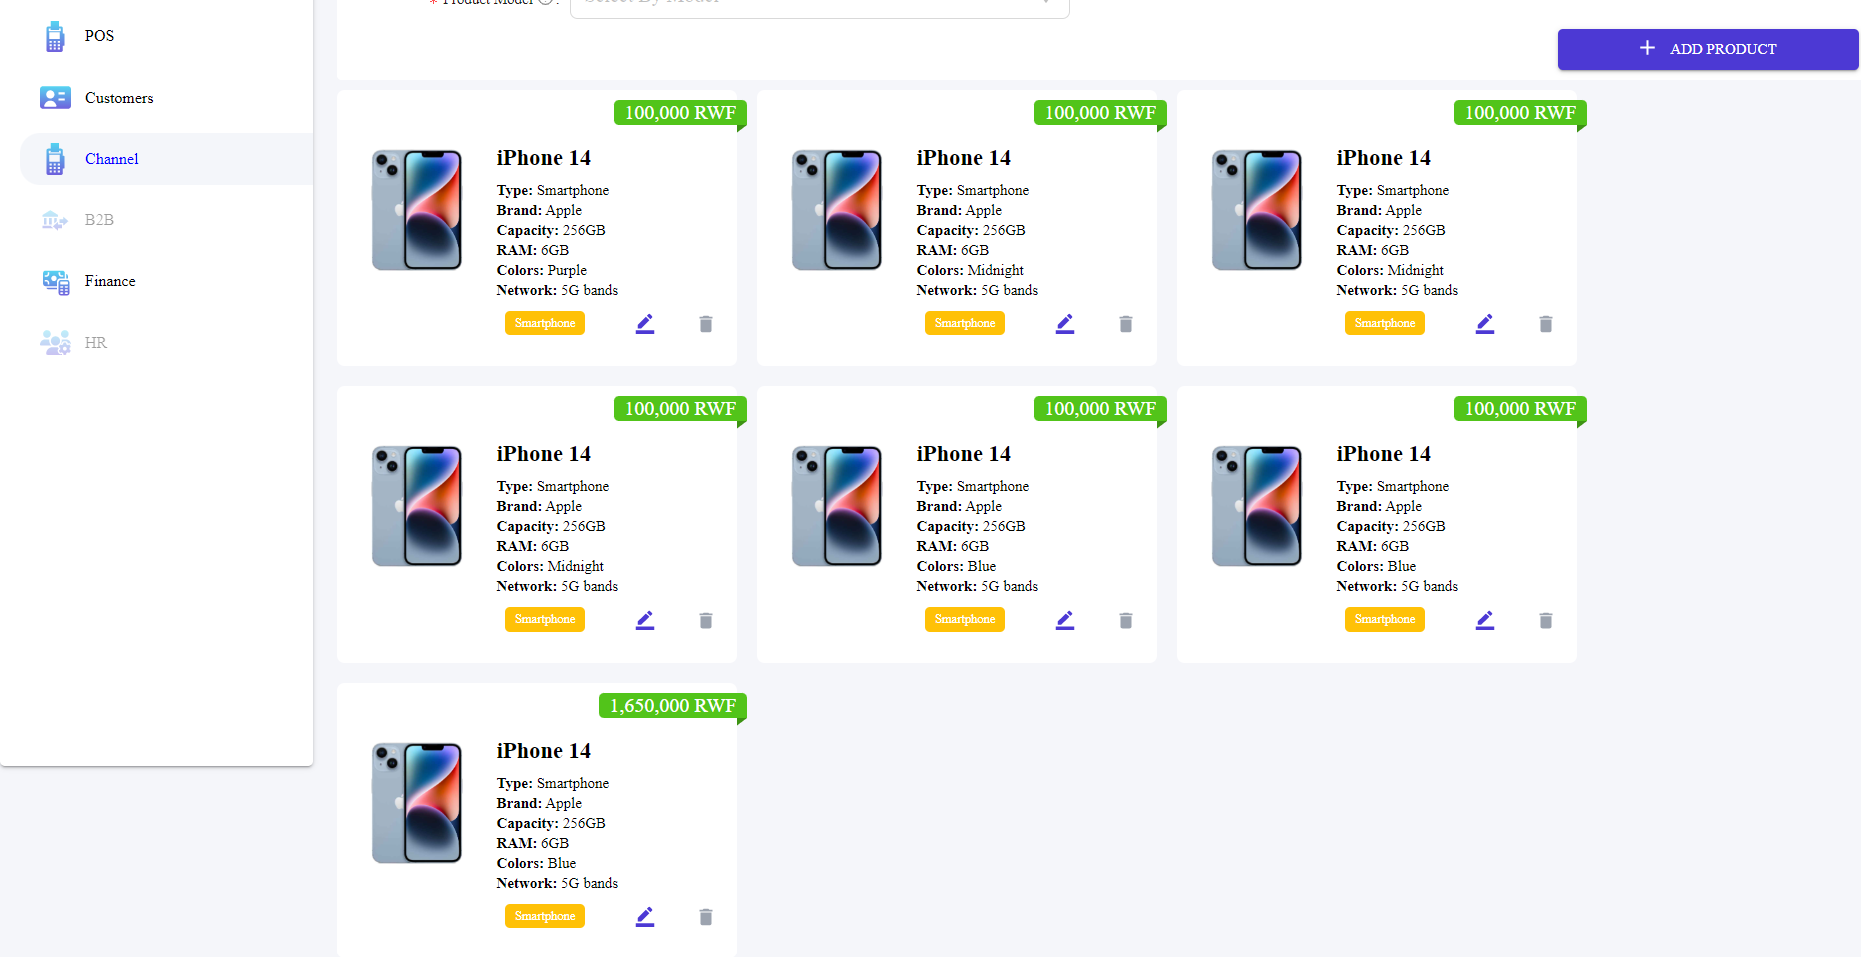 * Product Model :
Select By Model
POS
Customers
Channel
B2B
Finance
HR
ADD PRODUCT
100,000 RWF
iPhone 14
Type: Smartphone
Brand: Apple
Capacity: 256GB
RAM: 6GB
Colors: Purple
Network: 5G bands
Smartphone
100,000 RWF
iPhone 14
Type: Smartphone
Brand: Apple
Capacity: 256GB
RAM: 6GB
Colors: Midnight
Network: 5G bands
Smartphone
100,000 RWF
iPhone 14
Type: Smartphone
Brand: Apple
Capacity: 256GB
RAM: 6GB
Colors: Midnight
Network: 5G bands
Smartphone
100,000 RWF
iPhone 14
Type: Smartphone
Brand: Apple
Capacity: 256GB
RAM: 6GB
Colors: Midnight
Network: 5G bands
Smartphone
100,000 RWF
iPhone 14
Type: Smartphone
Brand: Apple
Capacity: 256GB
RAM: 6GB
Colors: Blue
Network: 5G bands
Smartphone
100,000 RWF
iPhone 14
Type: Smartphone
Brand: Apple
Capacity: 256GB
RAM: 6GB
Colors: Blue
Network: 5G bands
Smartphone
1,650,000 RWF
iPhone 14
Type: Smartphone
Brand: Apple
Capacity: 256GB
RAM: 6GB
Colors: Blue
Network: 5G bands
Smartphone